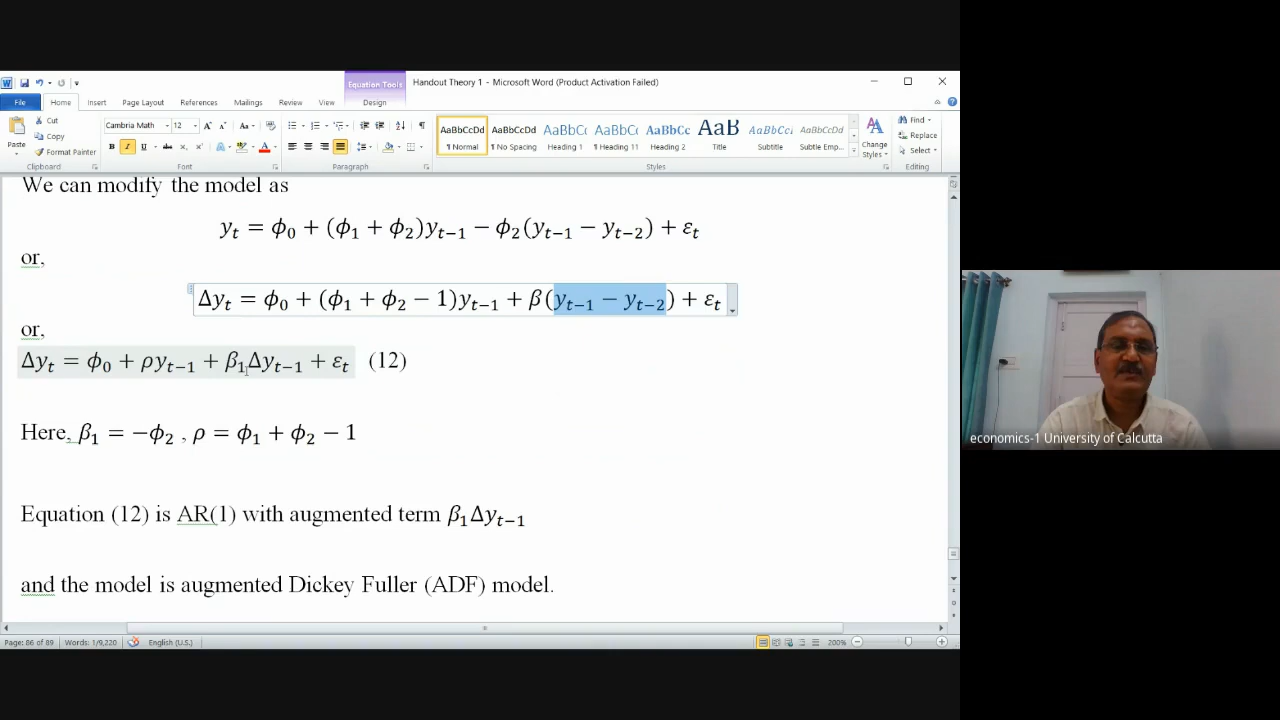 Equation Tools
Handout Theory 1 - Microsoft Word (Product Activation Failed)
File Home Insert Page Layout References Mailings Review View Design
Cut
Copy
Format Painter
Paste
Cambria Math 12
AaBbCcDd AaBbCcDd AaBbC AaBbCc AaBbCc AaB AaBbCcI AaBbCcDd
¶ Normal ¶ No Spacing Heading 1 ¶ Heading 11 Heading 2 Title Subtitle Subtle Emp...
Change Styles
Find
Replace
Select
Clipboard Font Paragraph Styles Editing
We can modify the model as
yₜ = ϕ₀ + (ϕ₁ + ϕ₂)yₜ₋₁ − ϕ₂(yₜ₋₁ − yₜ₋₂) + εₜ
or,
Δyₜ = ϕ₀ + (ϕ₁ + ϕ₂ − 1)yₜ₋₁ + β(yₜ₋₁ − yₜ₋₂) + εₜ
or,
Δyₜ = ϕ₀ + ρyₜ₋₁ + β₁Δyₜ₋₁ + εₜ (12)
Here, β₁ = −ϕ₂ , ρ = ϕ₁ + ϕ₂ − 1
Equation (12) is AR(1) with augmented term β₁Δyₜ₋₁
and the model is augmented Dickey Fuller (ADF) model.
Page: 86 of 89 Words: 1/9,220 English (U.S.) 200%
economics-1 University of Calcutta